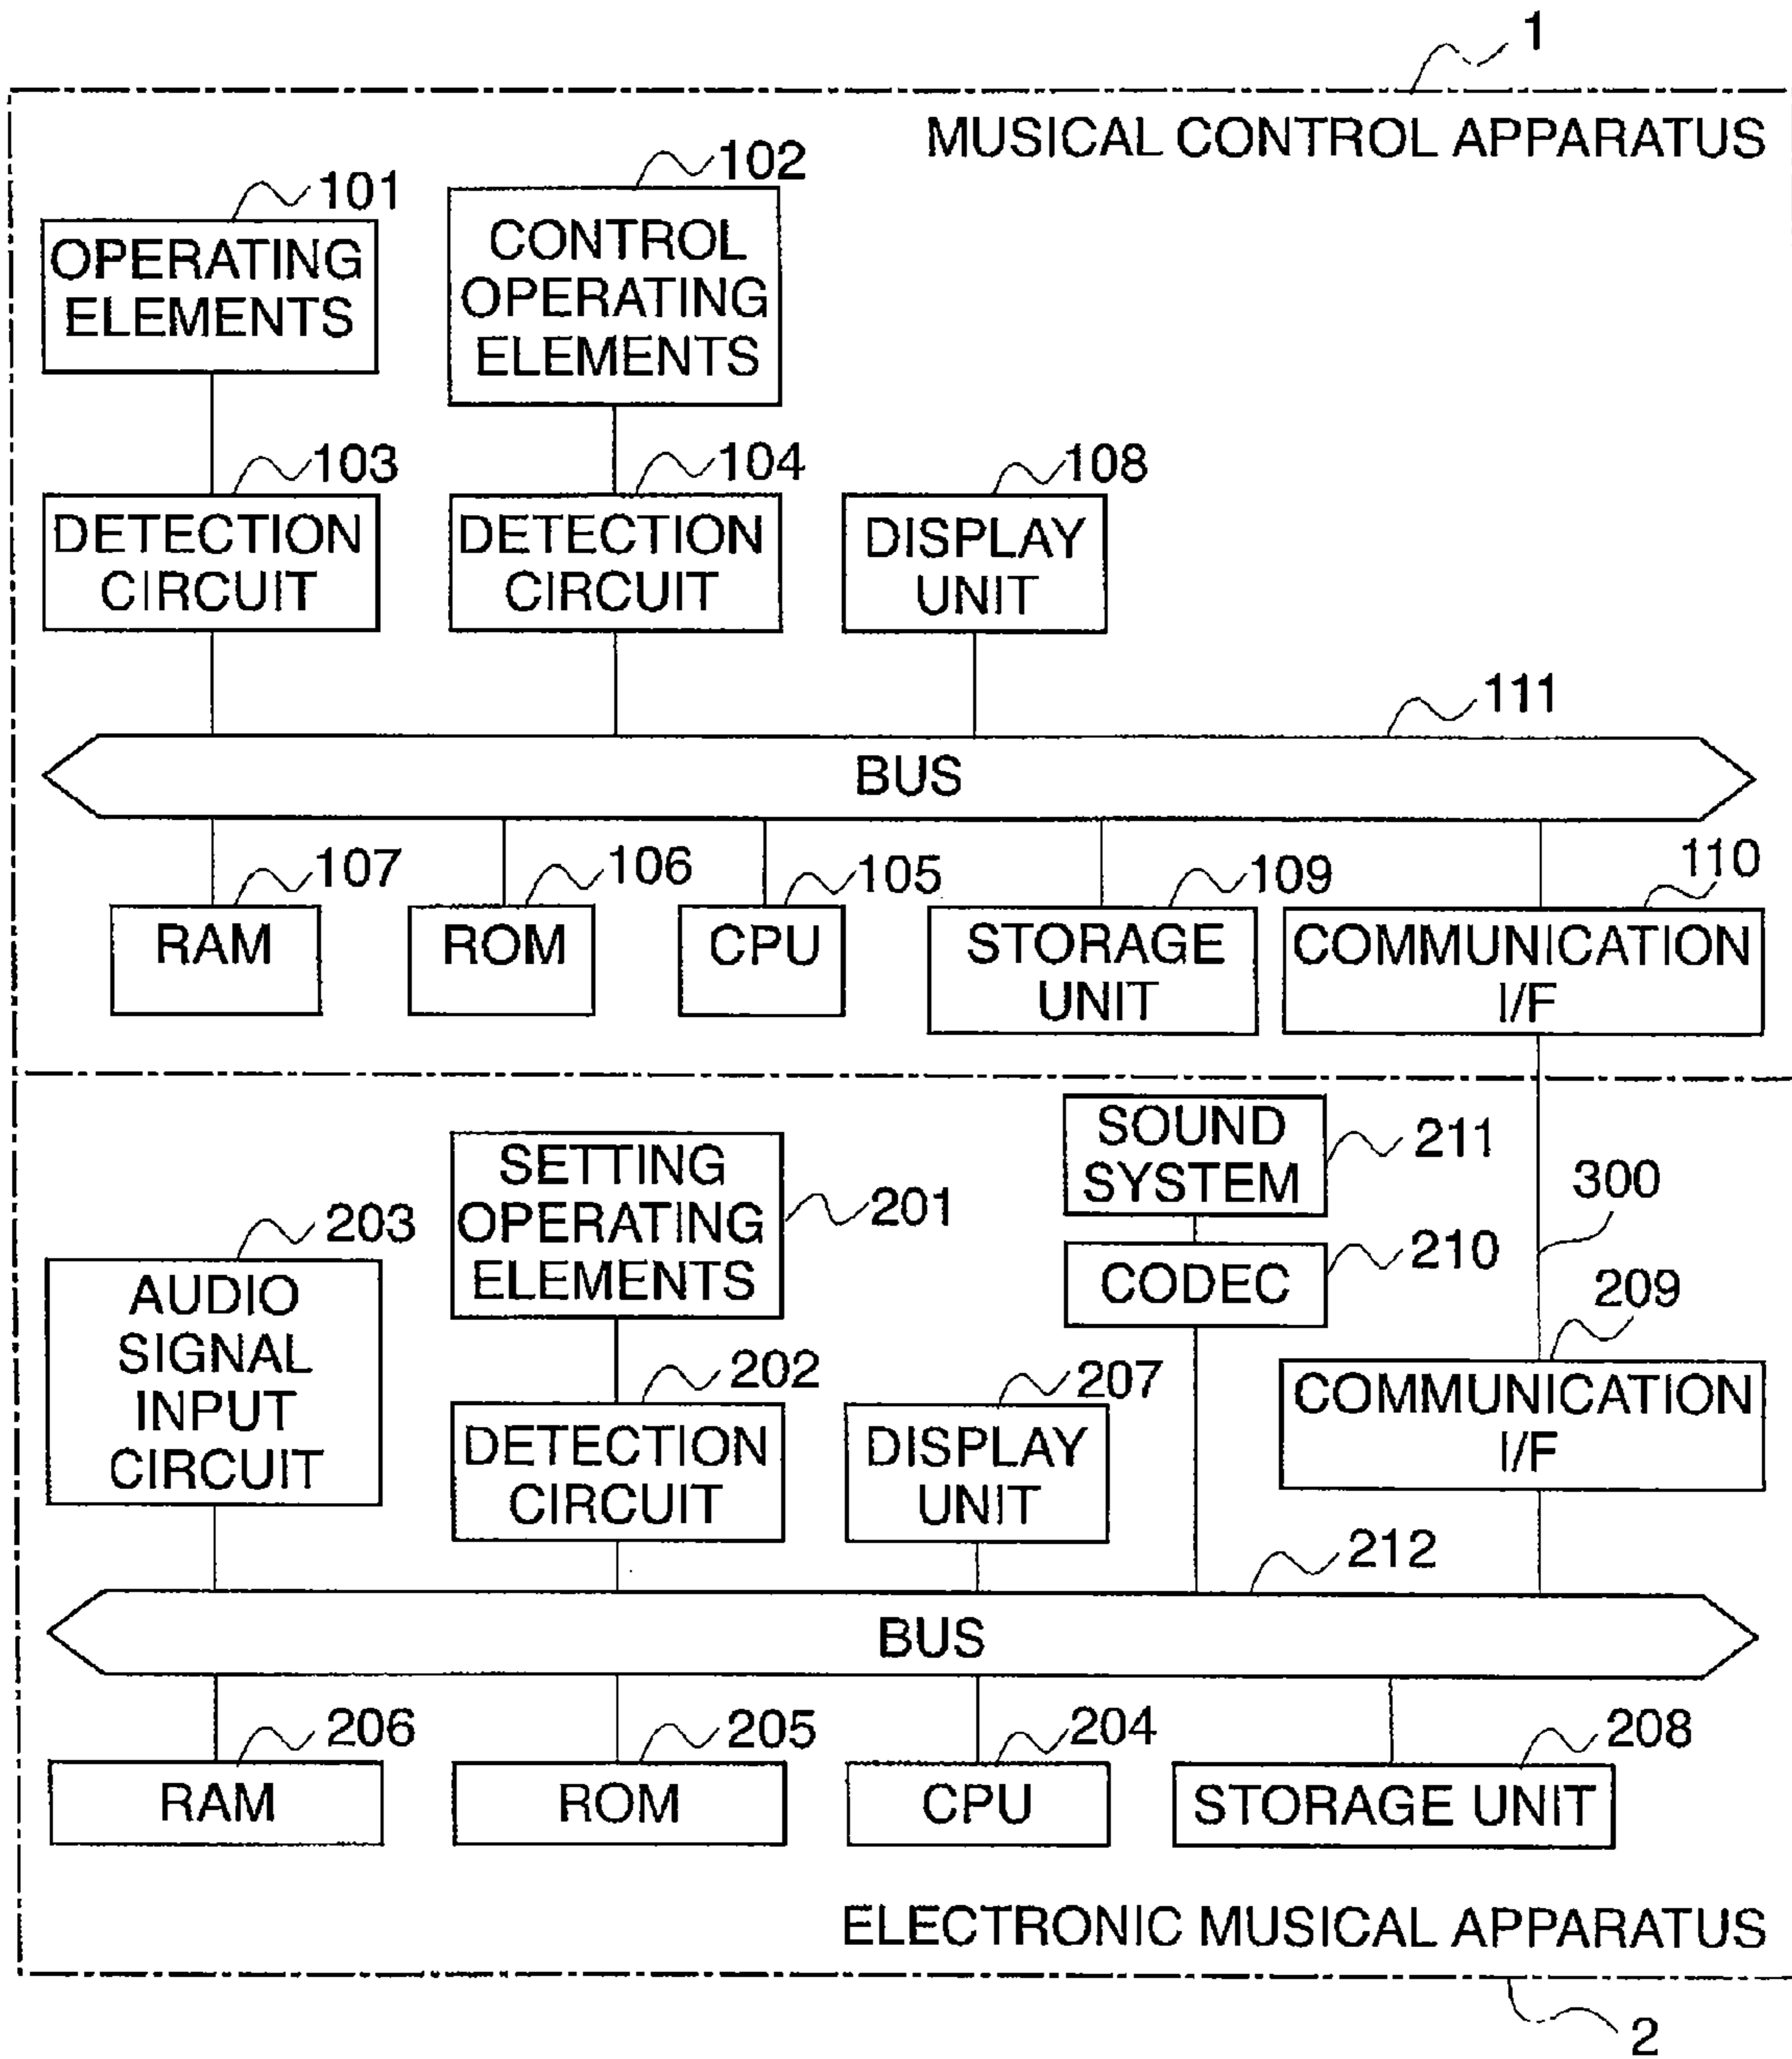 1
MUSICAL CONTROL APPARATUS
101
102
OPERATING
ELEMENTS
CONTROL
OPERATING
ELEMENTS
103
104
108
DETECTION
CIRCUIT
DETECTION
CIRCUIT
DISPLAY
UNIT
111
BUS
107
106
105
109
110
RAM
ROM
CPU
STORAGE
UNIT
COMMUNICATION
I/F
SOUND
SYSTEM
211
300
SETTING
OPERATING
ELEMENTS
201
203
CODEC
210
209
AUDIO
SIGNAL
INPUT
CIRCUIT
202
207
DETECTION
CIRCUIT
DISPLAY
UNIT
COMMUNICATION
I/F
212
BUS
206
205
204
208
RAM
ROM
CPU
STORAGE UNIT
ELECTRONIC MUSICAL APPARATUS
2